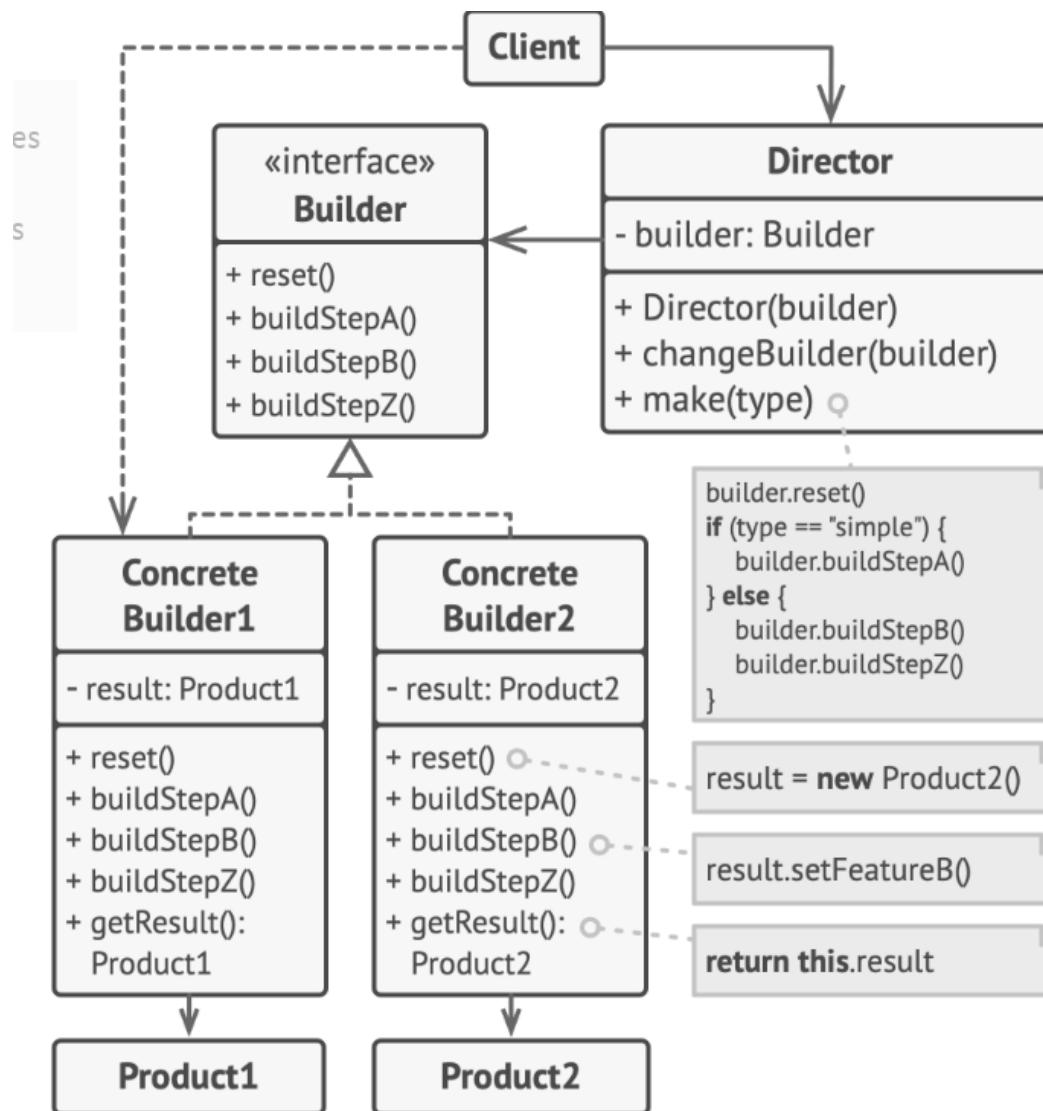 Client
es
s
«interface»
Builder
+ reset()
+ buildStepA()
+ buildStepB()
+ buildStepZ()
Director
- builder: Builder
+ Director(builder)
+ changeBuilder(builder)
+ make(type)
builder.reset()
if (type == "simple") {
builder.buildStepA()
} else {
builder.buildStepB()
builder.buildStepZ()
}
Concrete
Builder1
- result: Product1
+ reset()
+ buildStepA()
+ buildStepB()
+ buildStepZ()
+ getResult():
Product1
Concrete
Builder2
- result: Product2
+ reset()
+ buildStepA()
+ buildStepB()
+ buildStepZ()
+ getResult():
Product2
result = new Product2()
result.setFeatureB()
return this.result
Product1
Product2